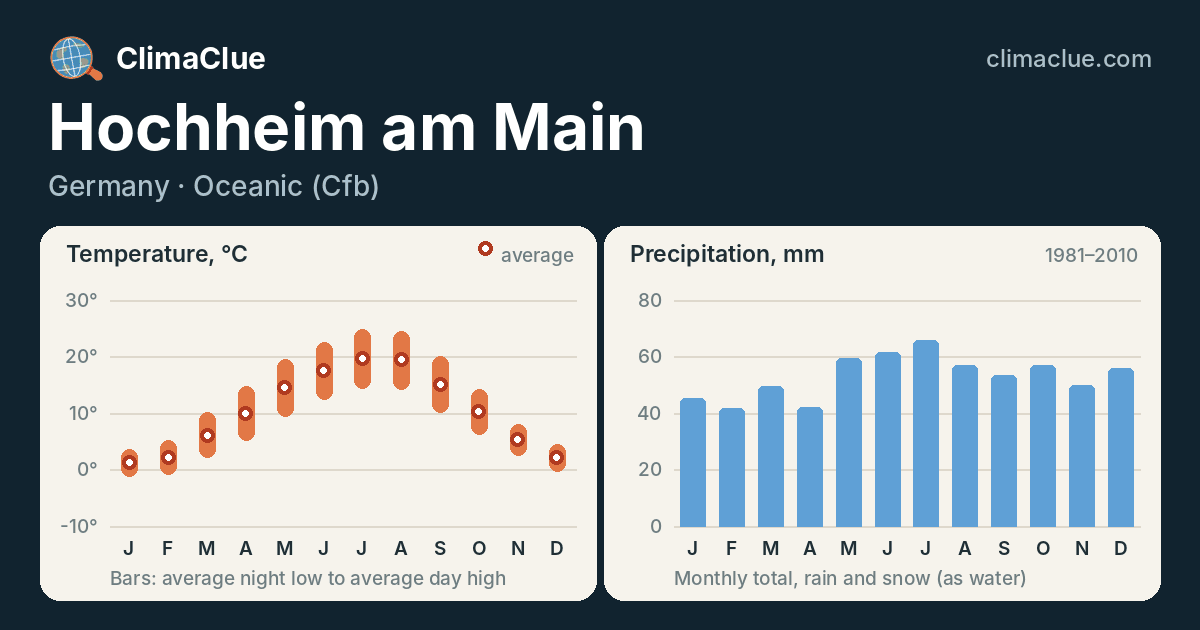 ClimaClue
climaclue.com
Hochheim am Main
Germany · Oceanic (Cfb)
Temperature, °C
average
30°
20°
10°
0°
-10°
J F M A M J J A S O N D
Bars: average night low to average day high
Precipitation, mm
1981–2010
80
60
40
20
0
J F M A M J J A S O N D
Monthly total, rain and snow (as water)